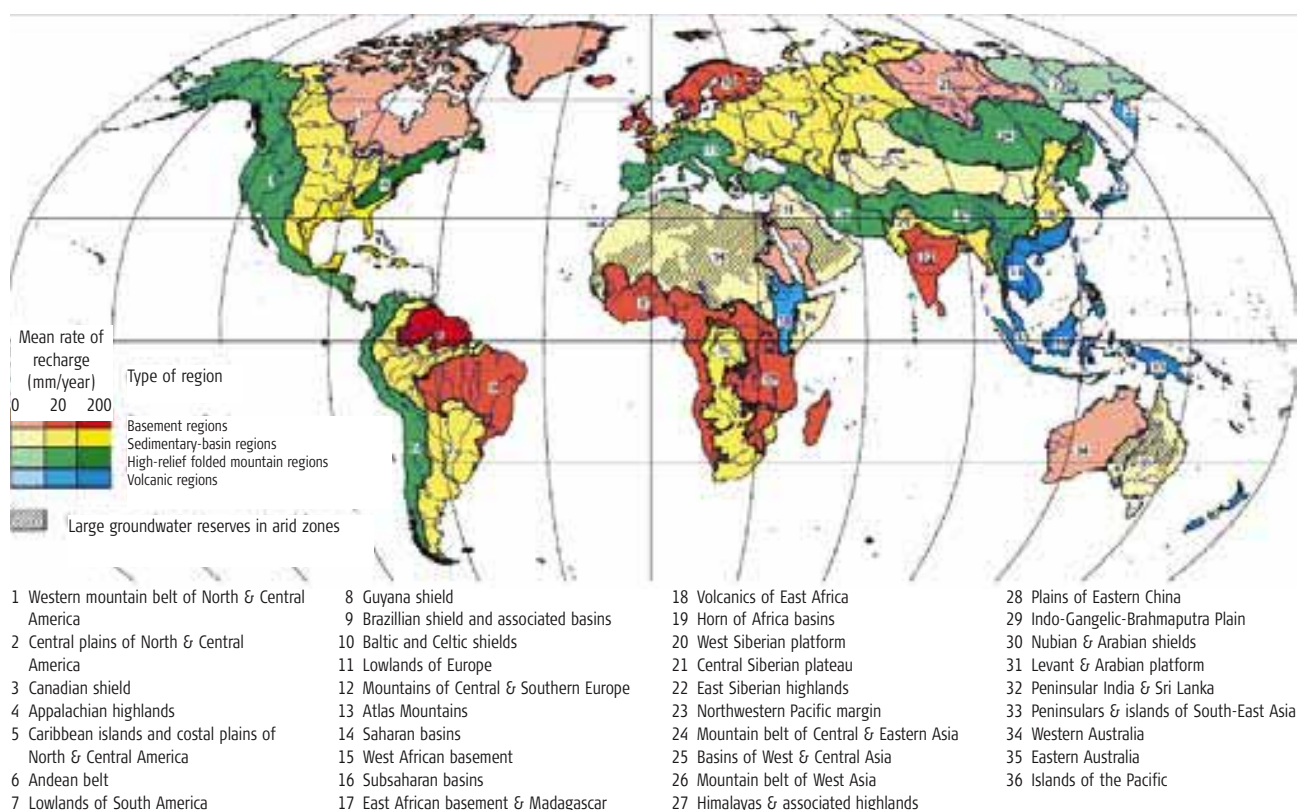 Mean rate of
recharge
(mm/year)
0 20 200
Type of region
Basement regions
Sedimentary-basin regions
High-relief folded mountain regions
Volcanic regions
Large groundwater reserves in arid zones
1 Western mountain belt of North & Central
America
2 Central plains of North & Central
America
3 Canadian shield
4 Appalachian highlands
5 Caribbean islands and costal plains of
North & Central America
6 Andean belt
7 Lowlands of South America
8 Guyana shield
9 Brazillian shield and associated basins
10 Baltic and Celtic shields
11 Lowlands of Europe
12 Mountains of Central & Southern Europe
13 Atlas Mountains
14 Saharan basins
15 West African basement
16 Subsaharan basins
17 East African basement & Madagascar
18 Volcanics of East Africa
19 Horn of Africa basins
20 West Siberian platform
21 Central Siberian plateau
22 East Siberian highlands
23 Northwestern Pacific margin
24 Mountain belt of Central & Eastern Asia
25 Basins of West & Central Asia
26 Mountain belt of West Asia
27 Himalayas & associated highlands
28 Plains of Eastern China
29 Indo-Gangelic-Brahmaputra Plain
30 Nubian & Arabian shields
31 Levant & Arabian platform
32 Peninsular India & Sri Lanka
33 Peninsulars & islands of South-East Asia
34 Western Australia
35 Eastern Australia
36 Islands of the Pacific